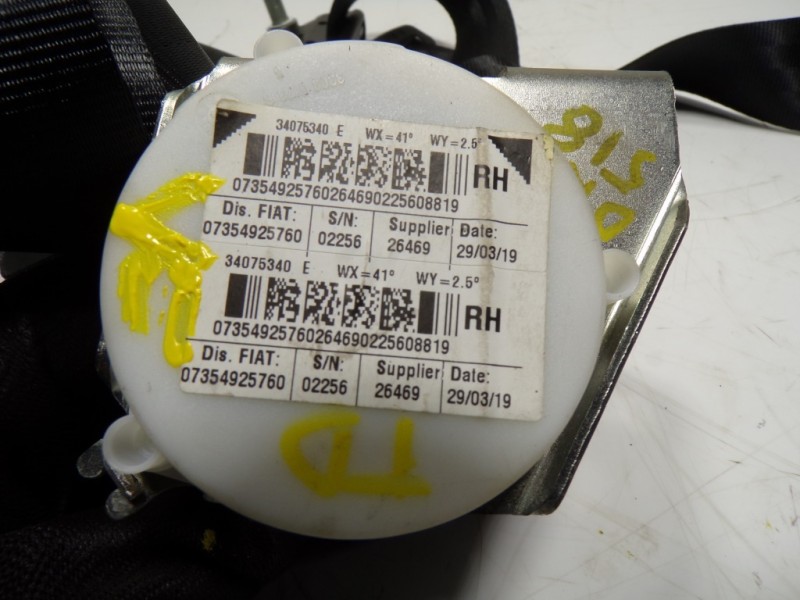 34075340 E WX=41° WY=2.5°
RH
07354925760264690225608819
Dis. FIAT: S/N: Supplier Date:
07354925760 02256 26469 29/03/19
34075340 E WX=41° WY=2.5°
RH
07354925760264690225608819
Dis. FIAT: S/N: Supplier Date:
07354925760 02256 26469 29/03/19
TD